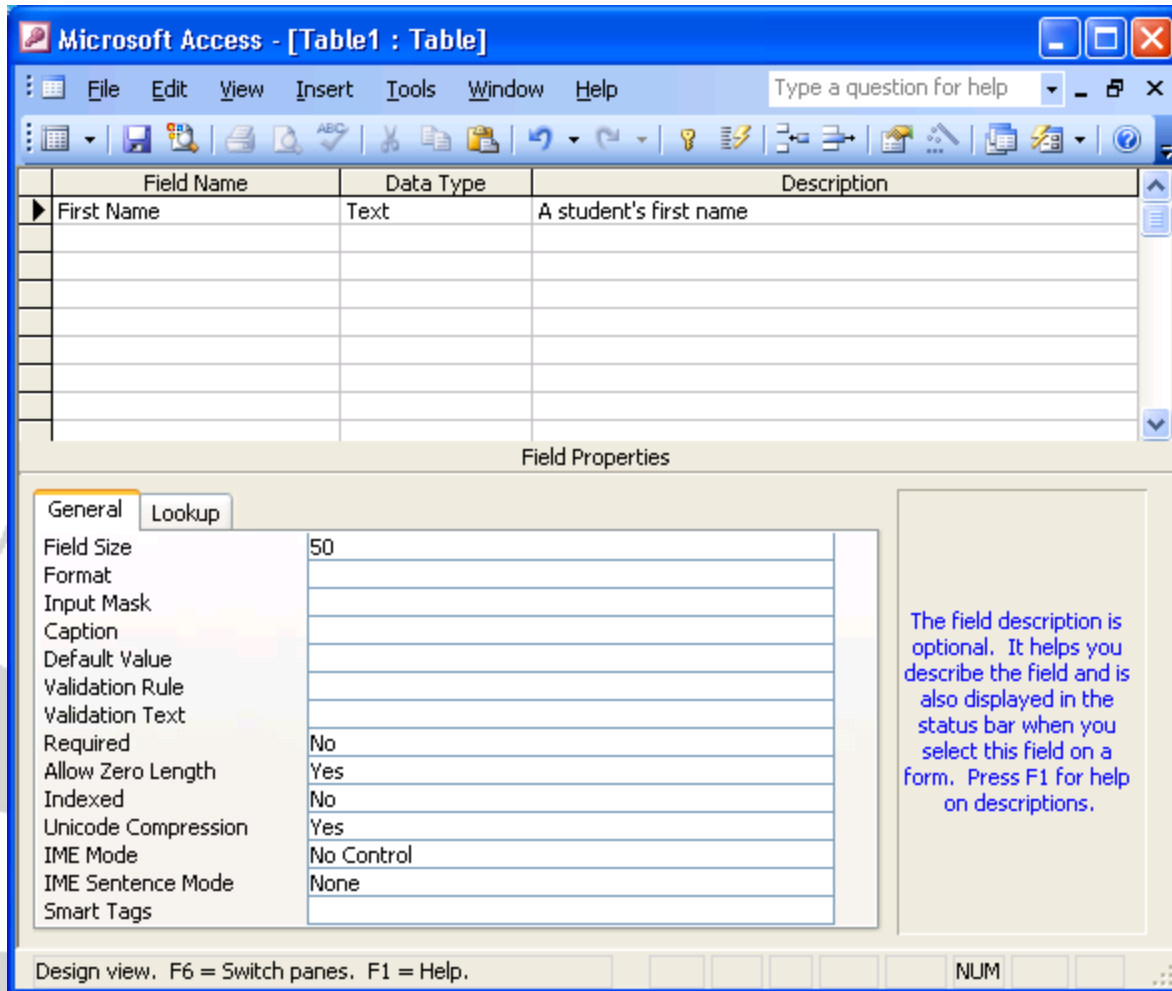 Microsoft Access - [Table1 : Table]
File Edit View Insert Tools Window Help Type a question for help
ABC
Field Name Data Type Description
First Name Text A student's first name
Field Properties
General Lookup
Field Size 50
Format
Input Mask
Caption
Default Value
Validation Rule
Validation Text
Required No
Allow Zero Length Yes
Indexed No
Unicode Compression Yes
IME Mode No Control
IME Sentence Mode None
Smart Tags
The field description is
optional. It helps you
describe the field and is
also displayed in the
status bar when you
select this field on a
form. Press F1 for help
on descriptions.
Design view. F6 = Switch panes. F1 = Help. NUM